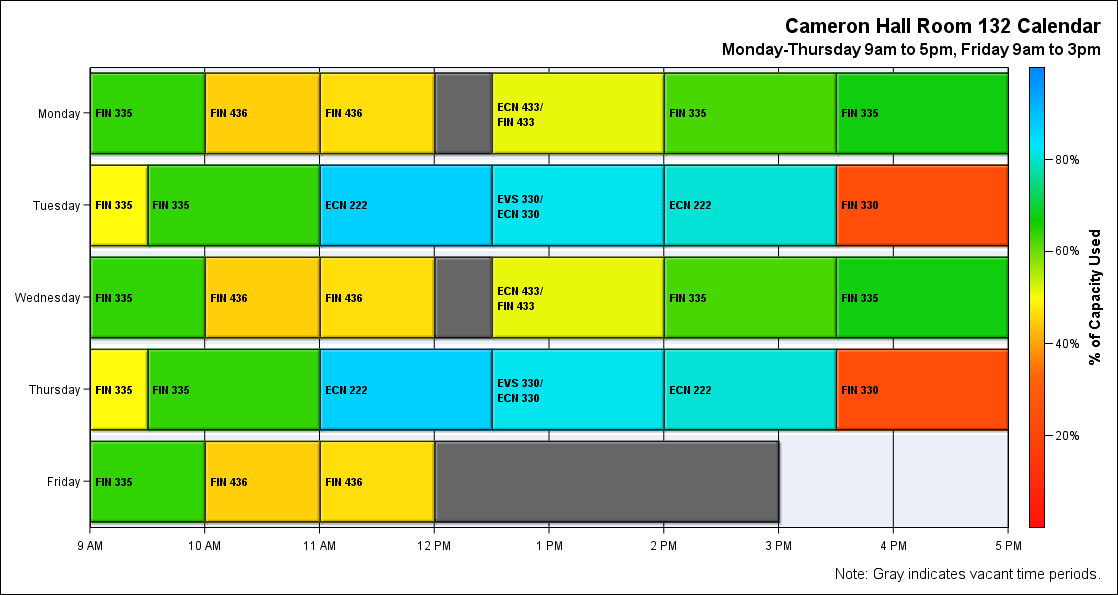 Cameron Hall Room 132 Calendar
Monday-Thursday 9am to 5pm, Friday 9am to 3pm
Monday
FIN 335
FIN 436
FIN 436
ECN 433/
FIN 433
FIN 335
FIN 335
Tuesday
FIN 335
FIN 335
ECN 222
EVS 330/
ECN 330
ECN 222
FIN 330
Wednesday
FIN 335
FIN 436
FIN 436
ECN 433/
FIN 433
FIN 335
FIN 335
Thursday
FIN 335
FIN 335
ECN 222
EVS 330/
ECN 330
ECN 222
FIN 330
Friday
FIN 335
FIN 436
FIN 436
9 AM
10 AM
11 AM
12 PM
1 PM
2 PM
3 PM
4 PM
5 PM
80%
60%
40%
20%
% of Capacity Used
Note: Gray indicates vacant time periods.